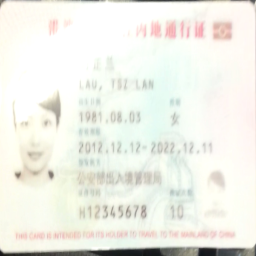 内地通行证
LAU, TSZ LAN
1981.08.03 女
2012.12.12-2022.12.11
公安部出入境管理局
H12345678 10
THIS CARD IS INTENDED FOR ITS HOLDER TO TRAVEL TO THE MAINLAND OF CHINA